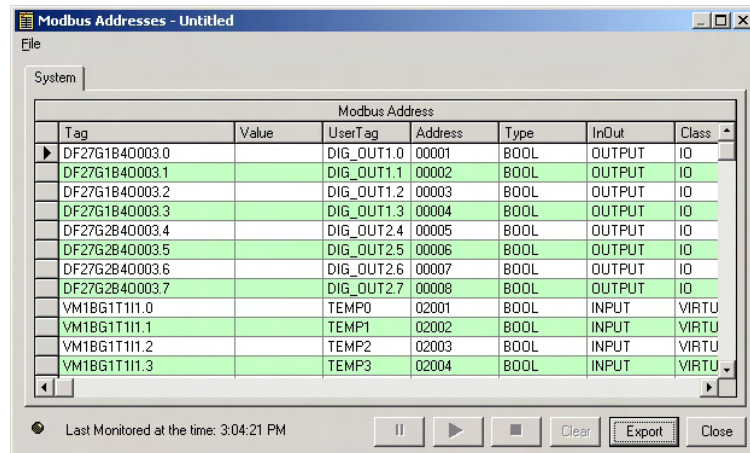 Modbus Addresses - Untitled
File
System
Modbus Address
Tag Value UserTag Address Type InOut Class
DF27G1B4O003.0 DIG_OUT1.0 00001 BOOL OUTPUT IO
DF27G1B4O003.1 DIG_OUT1.1 00002 BOOL OUTPUT IO
DF27G1B4O003.2 DIG_OUT1.2 00003 BOOL OUTPUT IO
DF27G1B4O003.3 DIG_OUT1.3 00004 BOOL OUTPUT IO
DF27G2B4O003.4 DIG_OUT2.4 00005 BOOL OUTPUT IO
DF27G2B4O003.5 DIG_OUT2.5 00006 BOOL OUTPUT IO
DF27G2B4O003.6 DIG_OUT2.6 00007 BOOL OUTPUT IO
DF27G2B4O003.7 DIG_OUT2.7 00008 BOOL OUTPUT IO
VM1BG1T1I1.0 TEMP0 02001 BOOL INPUT VIRTU
VM1BG1T1I1.1 TEMP1 02002 BOOL INPUT VIRTU
VM1BG1T1I1.2 TEMP2 02003 BOOL INPUT VIRTU
VM1BG1T1I1.3 TEMP3 02004 BOOL INPUT VIRTU
Last Monitored at the time: 3:04:21 PM Clear Export Close